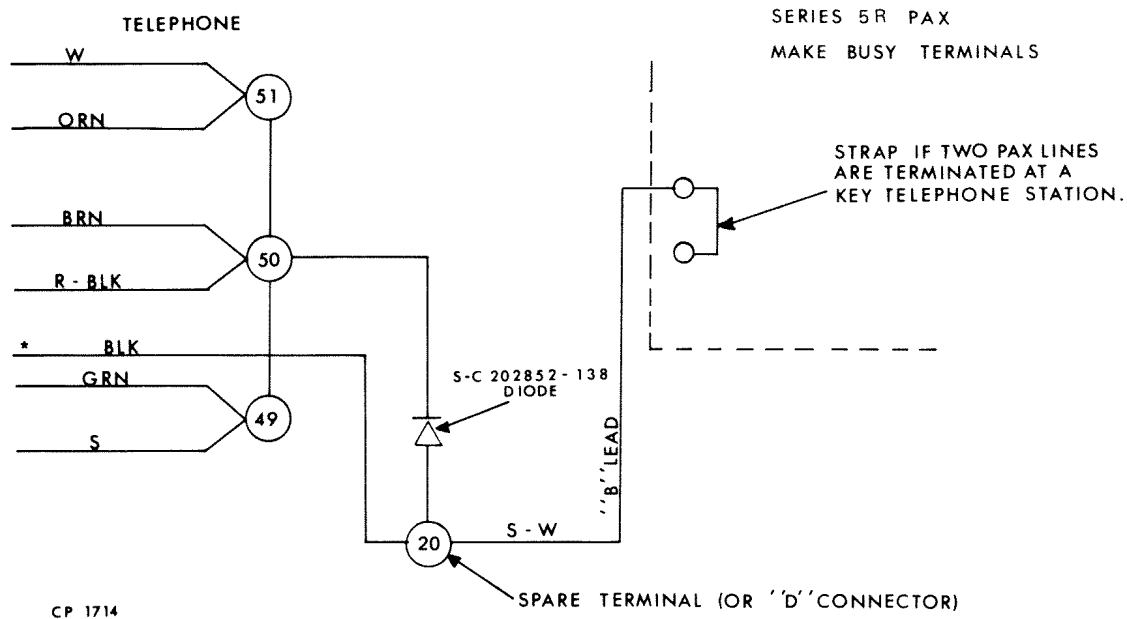 TELEPHONE
SERIES 5R PAX
MAKE BUSY TERMINALS
W
51
ORN
STRAP IF TWO PAX LINES
ARE TERMINATED AT A
KEY TELEPHONE STATION.
BRN
50
R - BLK
* BLK
GRN
S-C 202852-138
DIODE
49
S
"B" LEAD
20
S - W
SPARE TERMINAL (OR "D" CONNECTOR)
CP 1714